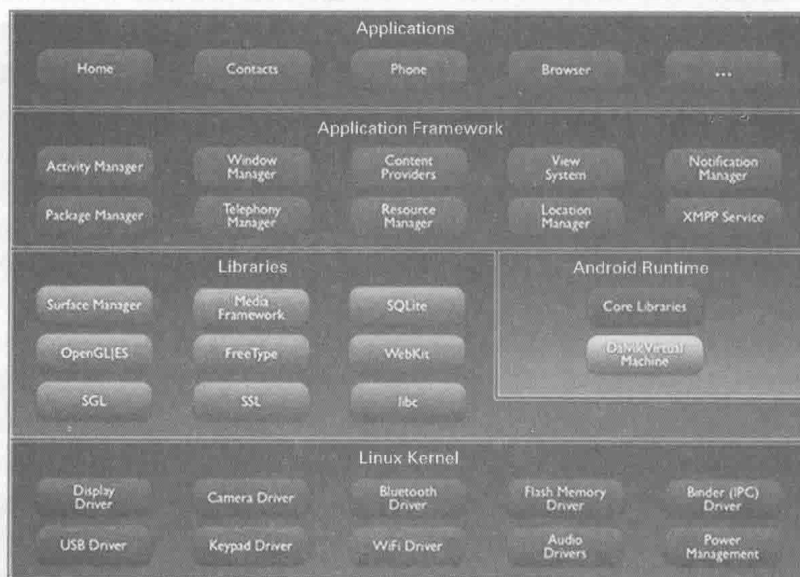 Applications
Home
Contacts
Phone
Browser
...
Application Framework
Activity Manager
Window
Manager
Content
Providers
View
System
Notification
Manager
Package Manager
Telephony
Manager
Resource
Manager
Location
Manager
XMPP Service
Libraries
Surface Manager
Media
Framework
SQLite
OpenGL|ES
FreeType
WebKit
SGL
SSL
libc
Android Runtime
Core Libraries
Dalvik Virtual
Machine
Linux Kernel
Display
Driver
Camera Driver
Bluetooth
Driver
Flash Memory
Driver
Binder (IPC)
Driver
USB Driver
Keypad Driver
WiFi Driver
Audio
Drivers
Power
Management